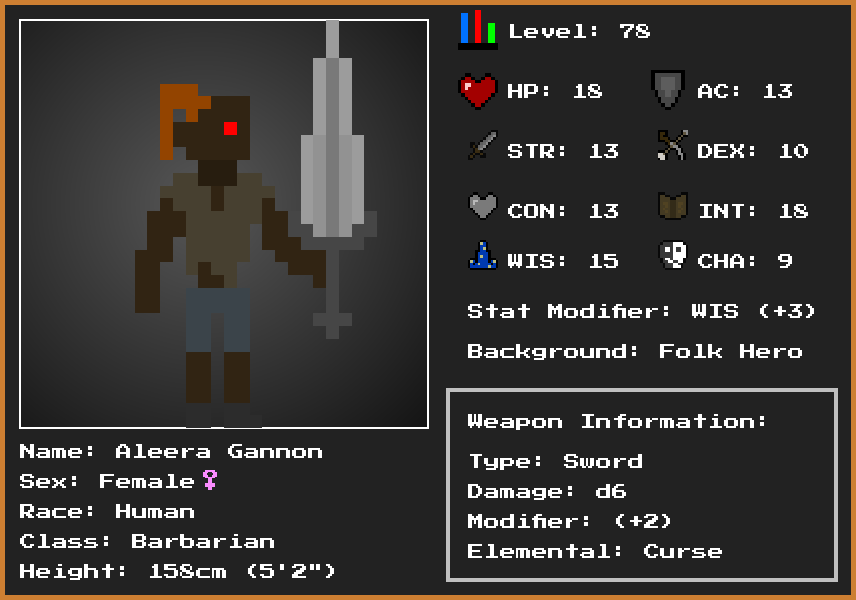 Level: 78
HP: 18
AC: 13
STR: 13
DEX: 10
CON: 13
INT: 18
WIS: 15
CHA: 9
Stat Modifier: WIS (+3)
Background: Folk Hero
Name: Aleera Gannon
Sex: Female♀
Race: Human
Class: Barbarian
Height: 158cm (5'2")
Weapon Information:
Type: Sword
Damage: d6
Modifier: (+2)
Elemental: Curse